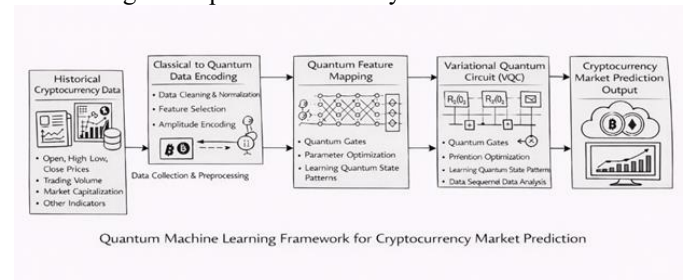 Historical
Cryptocurrency Data
• Open, High Low,
Close Prices
• Trading Volume
• Market Capitalization
• Other Indicators
Classical to Quantum
Data Encoding
• Data Cleaning & Normalization
• Feature Selection
• Amplitude Encoding
Data Collection & Preprocessing
Quantum Feature
Mapping
• Quantum Gates
• Parameter Optimization
• Learning Quantum State
Patterns
Variational Quantum
Circuit (VQC)
• Quantum Gates
• Prfention Optimization
• Learning Quantum State Pattern
• Data Sequernel Data Analysis
Cryptocurrency
Market Prediction
Output
Quantum Machine Learning Framework for Cryptocurrency Market Prediction